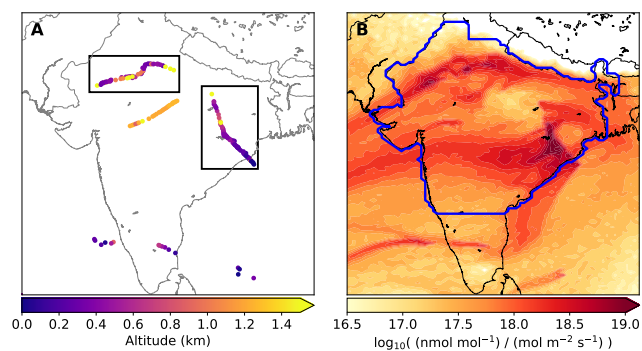 A
B
0.0 0.2 0.4 0.6 0.8 1.0 1.2 1.4
Altitude (km)
16.5 17.0 17.5 18.0 18.5 19.0
log₁₀( (nmol mol⁻¹) / (mol m⁻² s⁻¹) )